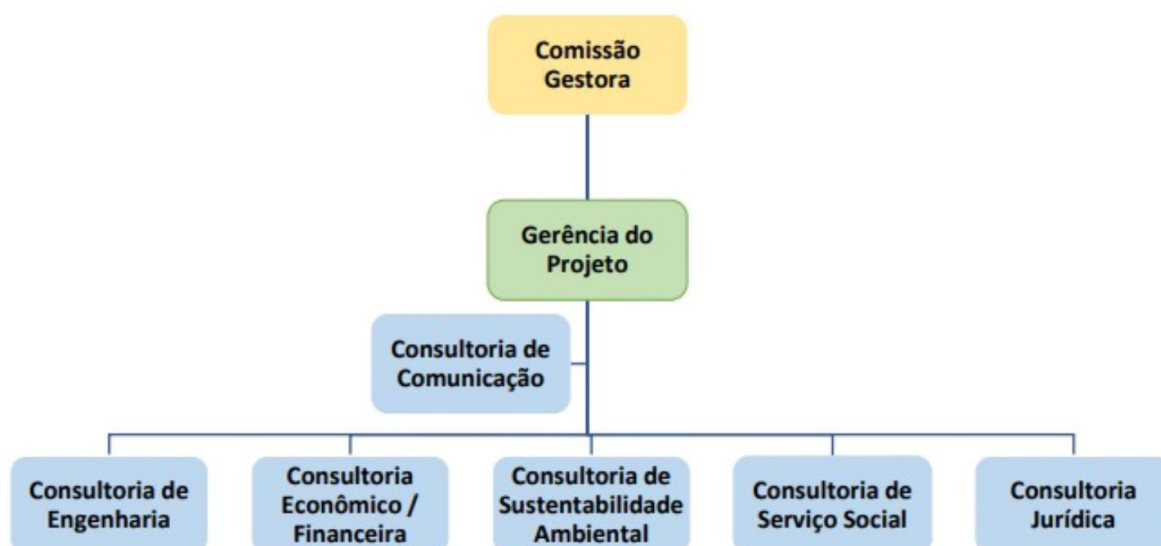 Comissão
Gestora
Gerência do
Projeto
Consultoria de
Comunicação
Consultoria de
Engenharia
Consultoria
Econômico /
Financeira
Consultoria de
Sustentabilidade
Ambiental
Consultoria de
Serviço Social
Consultoria
Jurídica